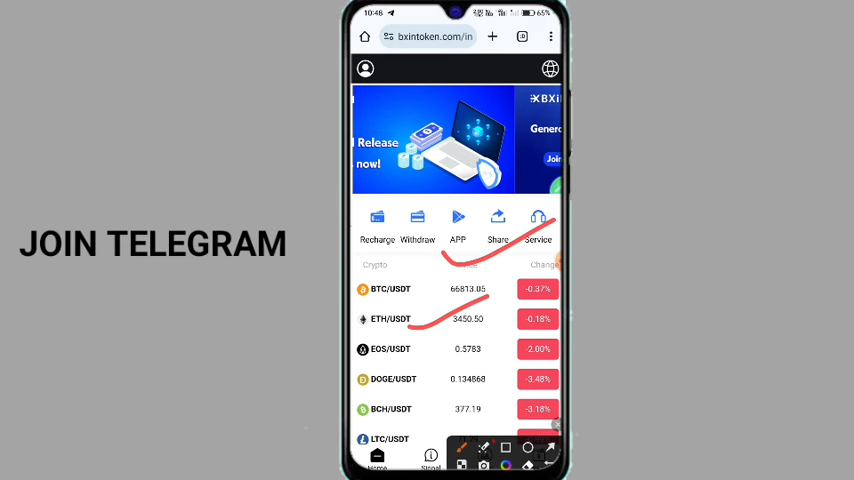 JOIN TELEGRAM
10:48
65%
bxintoken.com/in
Release
now!
Genera
Join
Recharge Withdraw APP Share Service
Crypto Change
BTC/USDT 66813.05 -0.37%
ETH/USDT 3450.50 -0.18%
EOS/USDT 0.5783 -2.00%
DOGE/USDT 0.134868 -3.48%
BCH/USDT 377.19 -3.18%
LTC/USDT
Home Signal